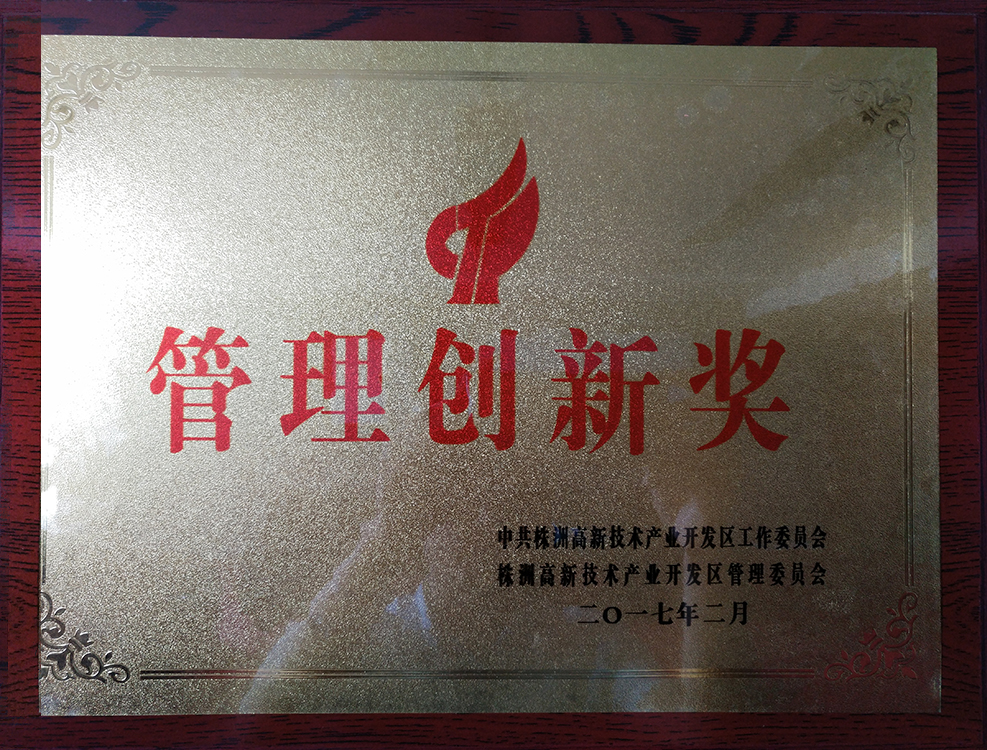 管理创新奖
中共株洲高新技术产业开发区工作委员会
株洲高新技术产业开发区管理委员会
二〇一七年二月